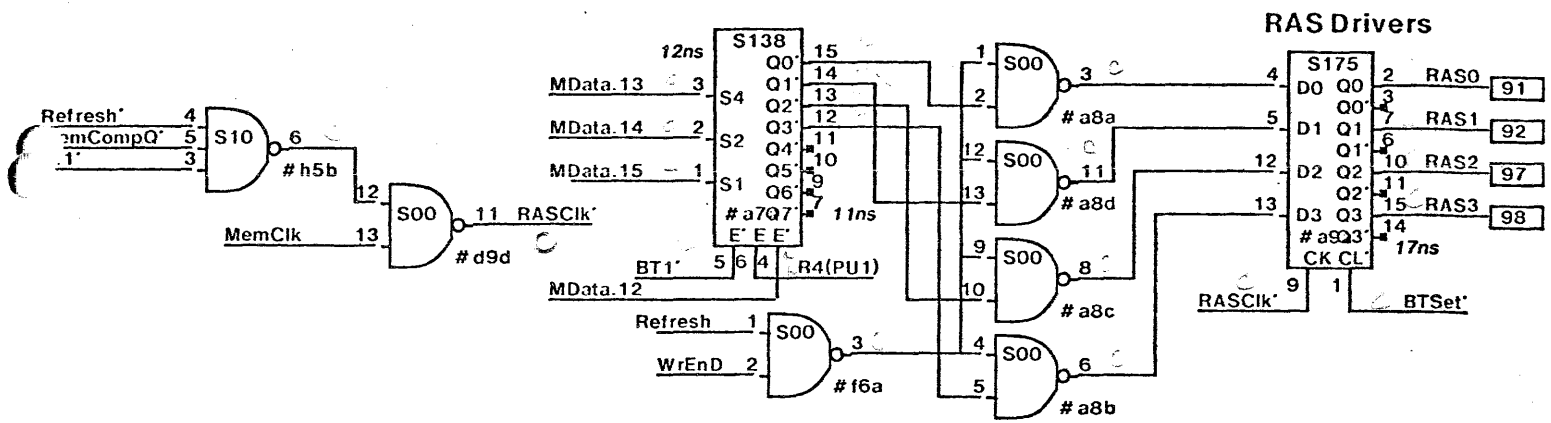 RAS Drivers
Refresh' 4
emCompQ' 5
1' 3
S10
6
#h5b
12
S00
11 RASClk'
MemClk 13
#d9d
12ns
S138
MData.13 3 S4
MData.14 2 S2
MData.15 1 S1
Q0' 15
Q1' 14
Q2' 13
Q3' 12
Q4' 11
Q5' 10
Q6' 9
#a7 Q7' 7
11ns
E' E E'
BT1' 5 6 4 R4(PU1)
MData.12
Refresh 1
WrEnD 2
S00
3
#f6a
1
2
S00
3
#a8a
12
13
S00
11
#a8d
9
10
S00
8
#a8c
4
5
S00
6
#a8b
S175
4 D0
5 D1
12 D2
13 D3
Q0 2 RAS0 91
Q0' 3
Q1 7 RAS1 92
Q1' 6
Q2 10 RAS2 97
Q2' 11
Q3 15 RAS3 98
#a9 Q3' 14
17ns
CK CL'
RASClk' 9
1 BTSet'